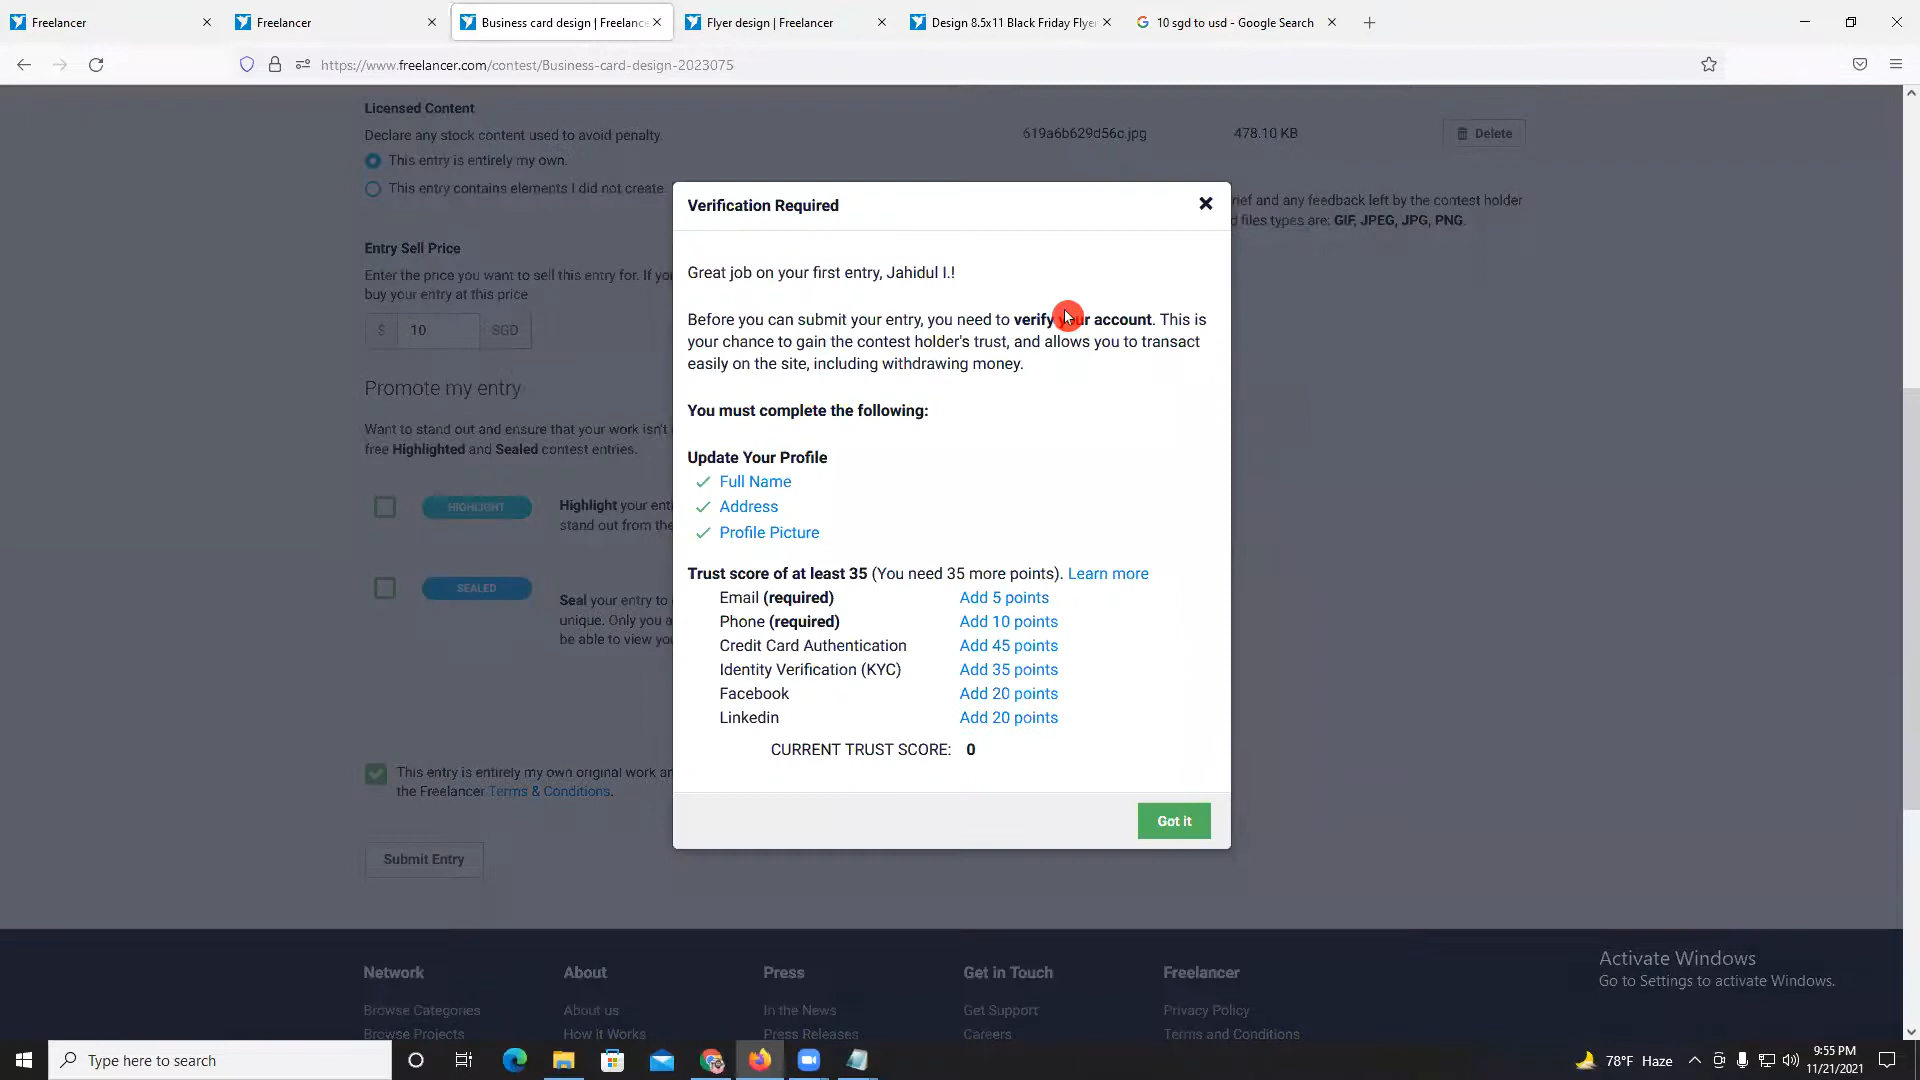 Freelancer
Freelancer
Business card design | Freelance
Flyer design | Freelancer
Design 8.5x11 Black Friday Flye
10 sgd to usd - Google Search
https://www.freelancer.com/contest/Business-card-design-2023075
Licensed Content
Declare any stock content used to avoid penalty.
619a6b629d56c.jpg 478.10 KB Delete
This entry is entirely my own.
This entry contains elements I did not create.
rief and any feedback left by the contest holder
d files types are: GIF, JPEG, JPG, PNG.
Entry Sell Price
Enter the price you want to sell this entry for. If you
buy your entry at this price
$ 10 SGD
Promote my entry
Want to stand out and ensure that your work isn't
free Highlighted and Sealed contest entries.
HIGHLIGHT
Highlight your ent
stand out from the
SEALED
Seal your entry to
unique. Only you a
be able to view yo
This entry is entirely my own original work an
the Freelancer Terms & Conditions.
Submit Entry
Verification Required
Great job on your first entry, Jahidul I.!
Before you can submit your entry, you need to verify your account. This is
your chance to gain the contest holder's trust, and allows you to transact
easily on the site, including withdrawing money.
You must complete the following:
Update Your Profile
Full Name
Address
Profile Picture
Trust score of at least 35 (You need 35 more points). Learn more
Email (required) Add 5 points
Phone (required) Add 10 points
Credit Card Authentication Add 45 points
Identity Verification (KYC) Add 35 points
Facebook Add 20 points
Linkedin Add 20 points
CURRENT TRUST SCORE: 0
Got it
Network About Press Get in Touch Freelancer
Browse Categories About us In the News Get Support Privacy Policy
Browse Projects How it Works Press Releases Careers Terms and Conditions
Activate Windows
Go to Settings to activate Windows.
Type here to search
78°F Haze
9:55 PM
11/21/2021